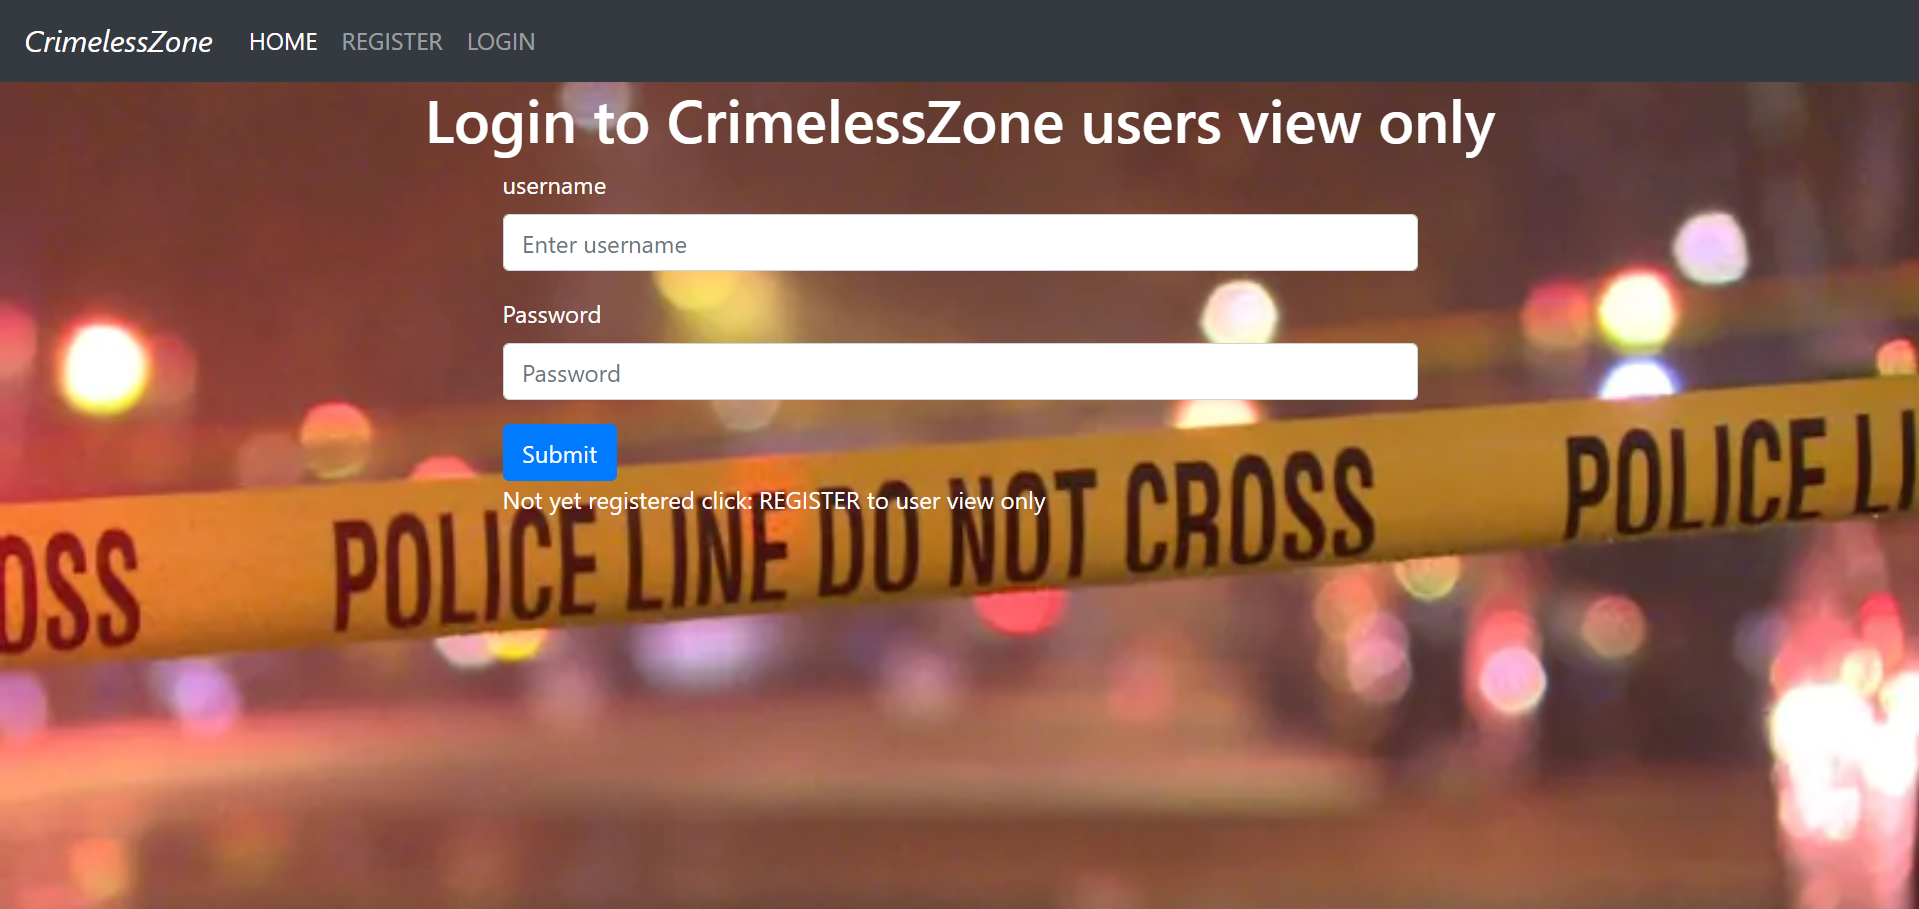 CrimelessZone HOME REGISTER LOGIN
Login to CrimelessZone users view only
username
Enter username
Password
Password
Submit
Not yet registered click: REGISTER to user view only
OSS POLICE LINE DO NOT CROSS POLICE LI